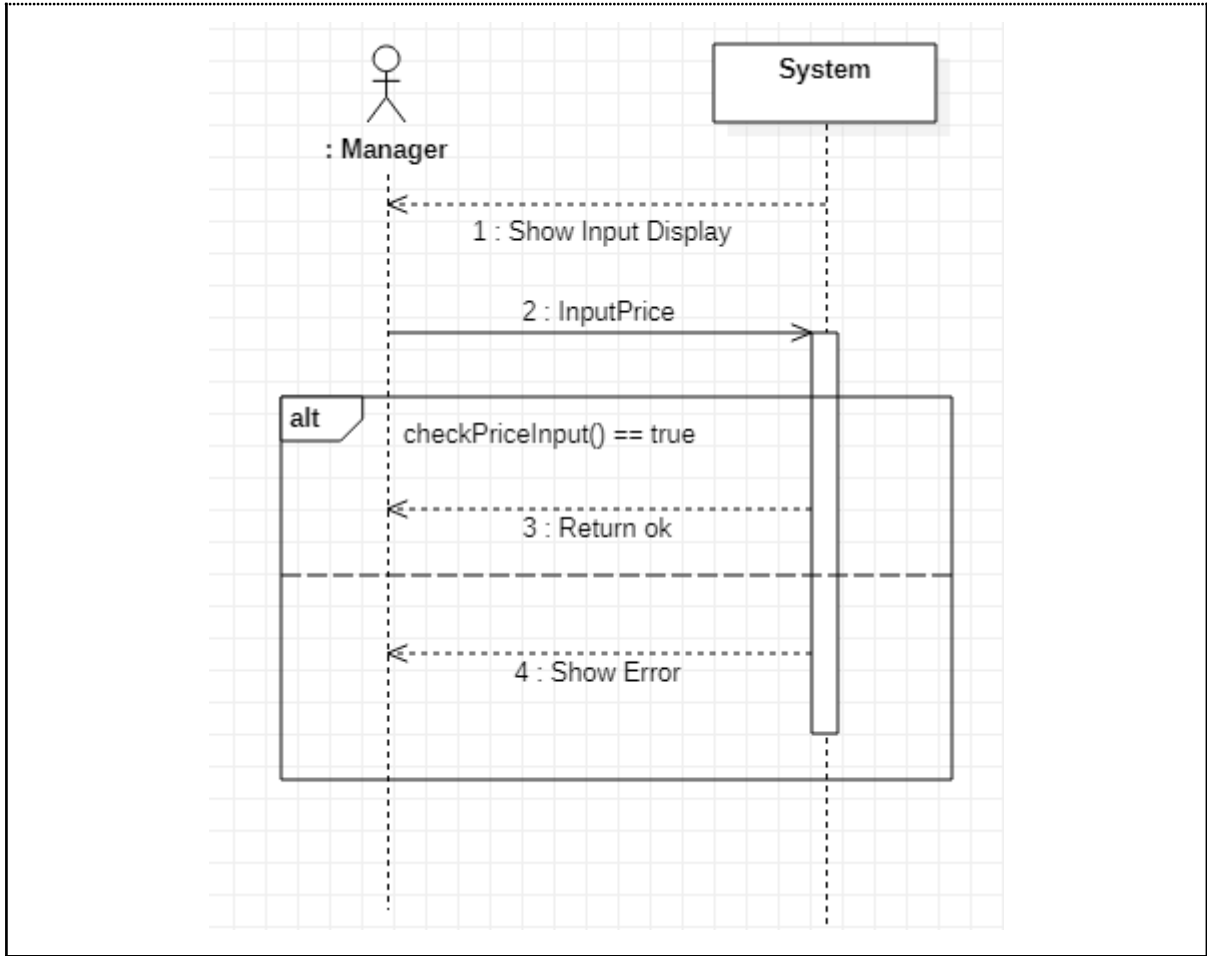 System
: Manager
1 : Show Input Display
2 : InputPrice
alt
checkPriceInput() == true
3 : Return ok
4 : Show Error